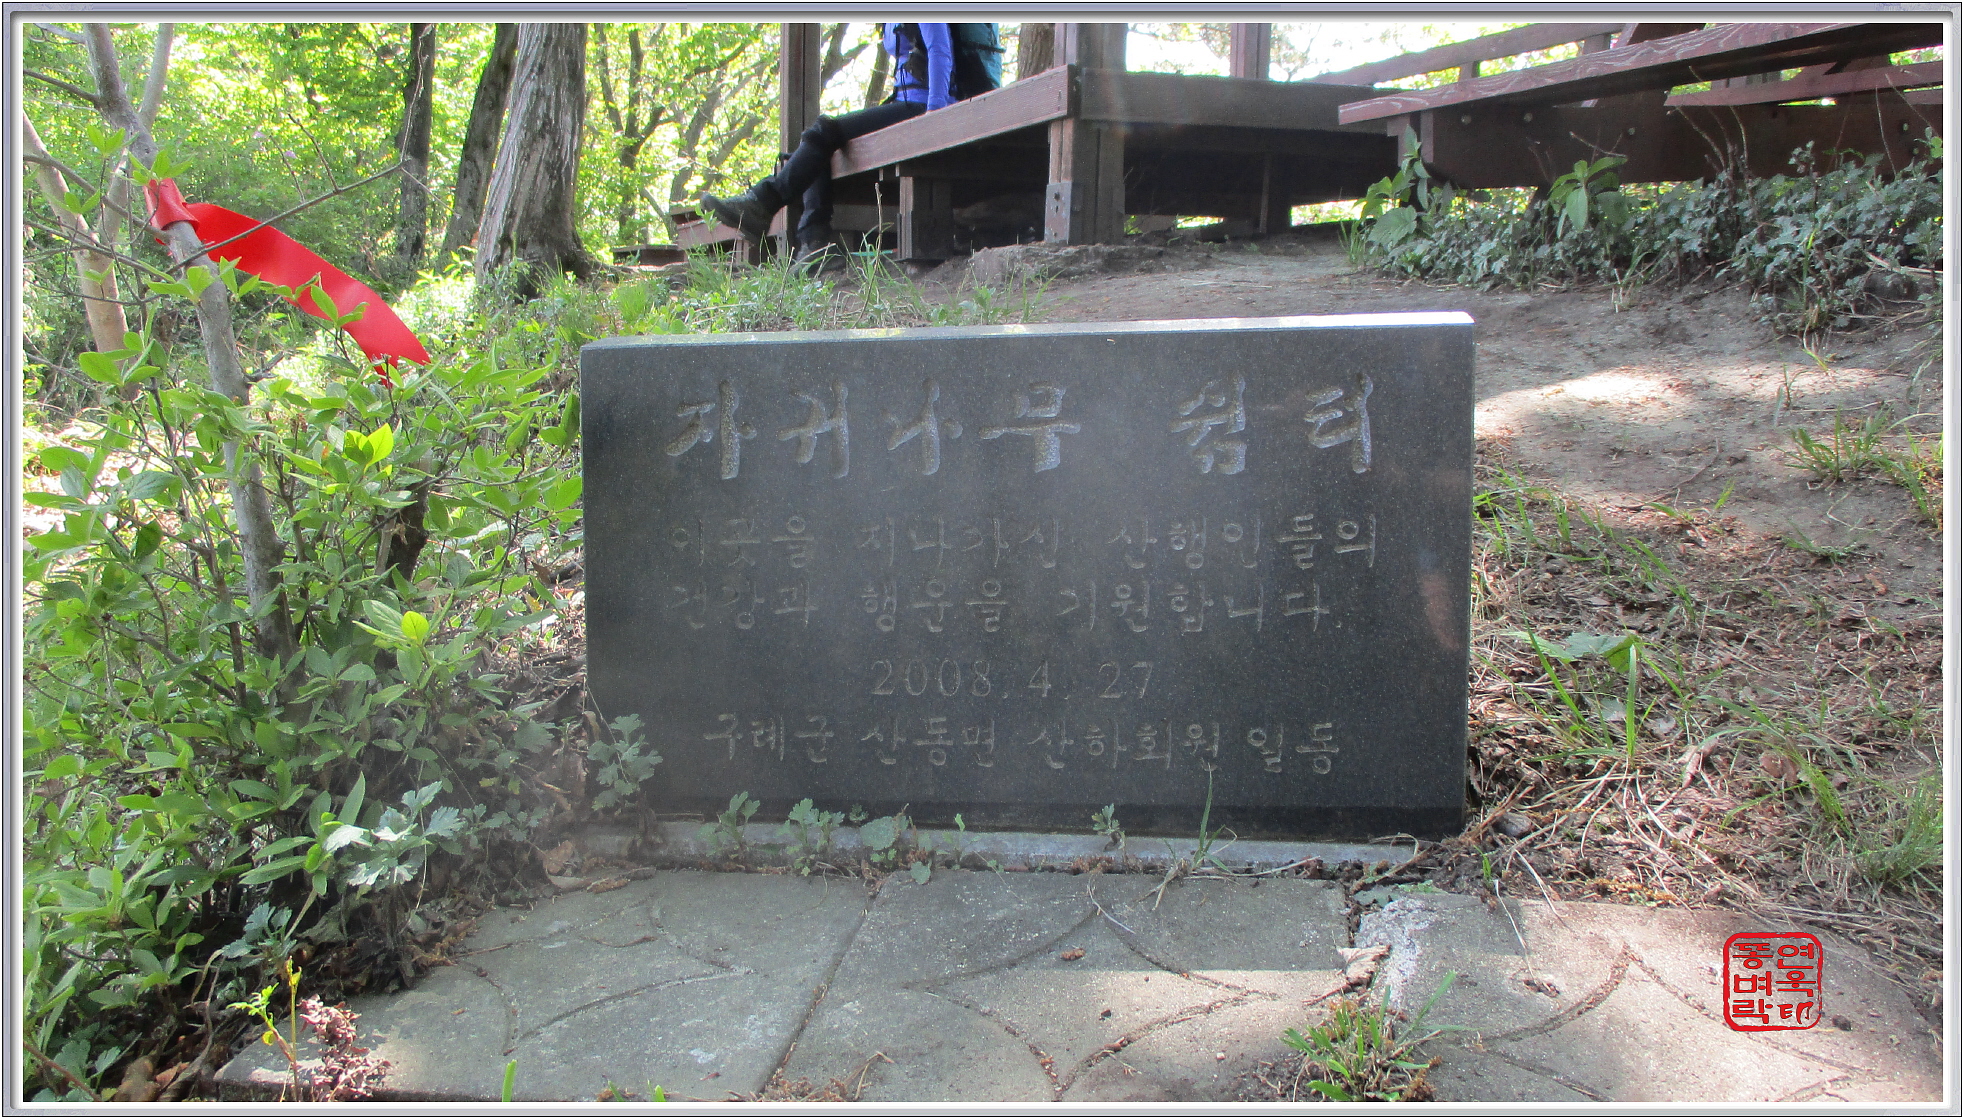 자귀나무 쉼터
이곳을 지나가신 산행인들의
건강과 행운을 기원합니다.
2008. 4. 27
구례군 산동면 산하회원 일동